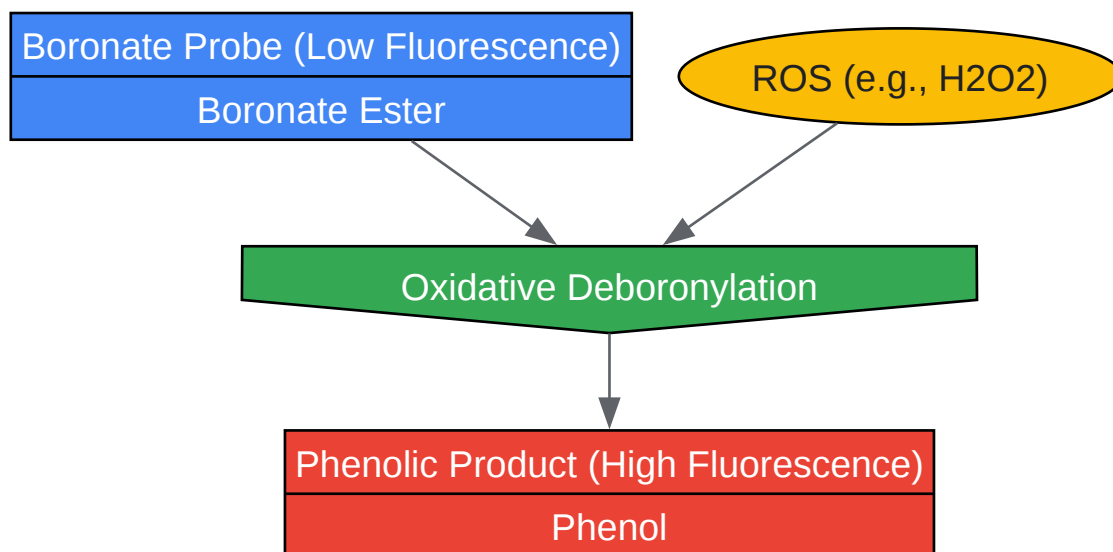 Boronate Probe (Low Fluorescence)
Boronate Ester
ROS (e.g., H2O2)
Oxidative Deboronylation
Phenolic Product (High Fluorescence)
Phenol